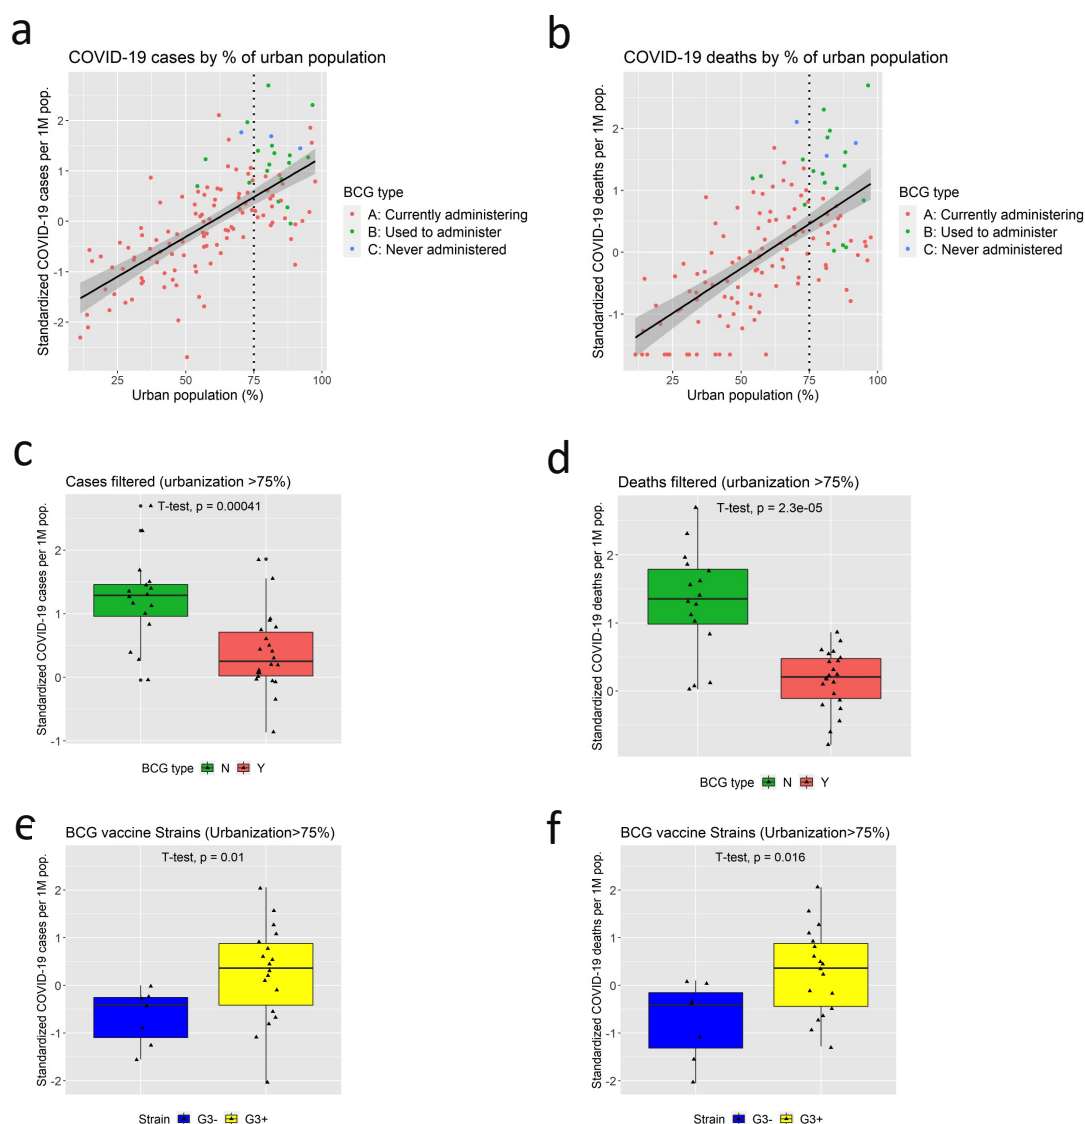 a
COVID-19 cases by % of urban population
Standardized COVID-19 cases per 1M pop.
2
1
0
-1
-2
25 50 75 100
Urban population (%)
BCG type
A: Currently administering
B: Used to administer
C: Never administered
b
COVID-19 deaths by % of urban population
Standardized COVID-19 deaths per 1M pop.
2
1
0
-1
25 50 75 100
Urban population (%)
BCG type
A: Currently administering
B: Used to administer
C: Never administered
c
Cases filtered (urbanization >75%)
T-test, p = 0.00041
Standardized COVID-19 cases per 1M pop.
2
1
0
-1
BCG type N Y
d
Deaths filtered (urbanization >75%)
T-test, p = 2.3e-05
Standardized COVID-19 deaths per 1M pop.
2
1
0
BCG type N Y
e
BCG vaccine Strains (Urbanization>75%)
T-test, p = 0.01
Standardized COVID-19 cases per 1M pop.
2
1
0
-1
-2
Strain G3- G3+
f
BCG vaccine Strains (Urbanization>75%)
T-test, p = 0.016
Standardized COVID-19 deaths per 1M pop.
2
1
0
-1
-2
Strain G3- G3+